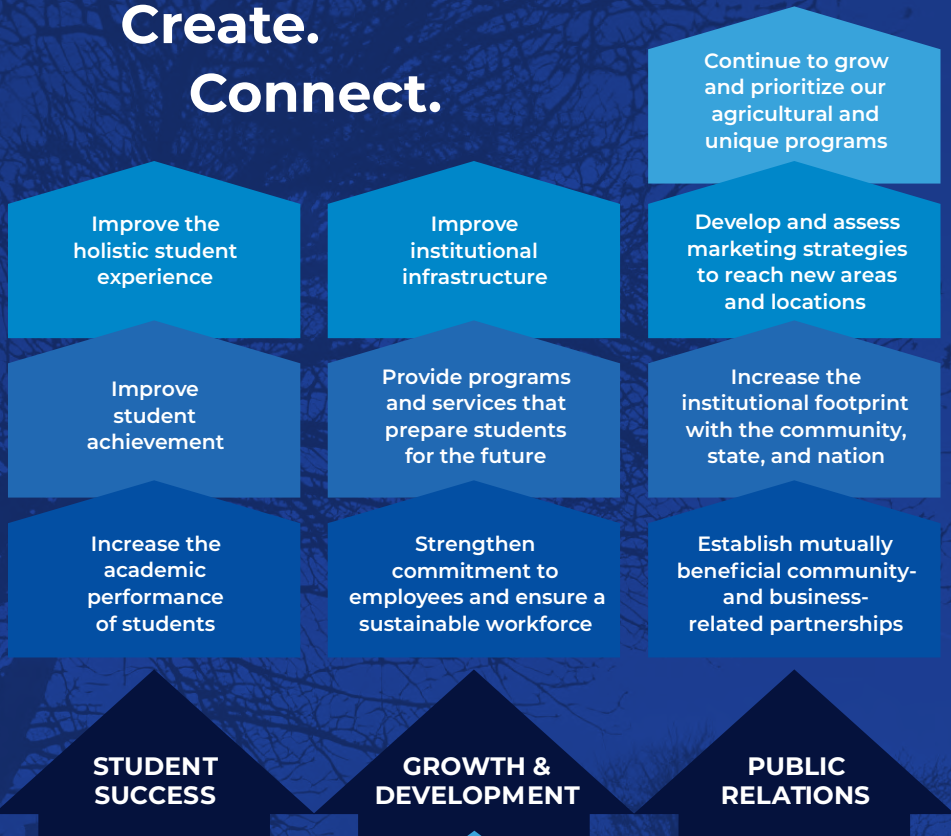 Create.
Connect.
Continue to grow
and prioritize our
agricultural and
unique programs
Improve the
holistic student
experience
Improve
institutional
infrastructure
Develop and assess
marketing strategies
to reach new areas
and locations
Improve
student
achievement
Provide programs
and services that
prepare students
for the future
Increase the
institutional footprint
with the community,
state, and nation
Increase the
academic
performance
of students
Strengthen
commitment to
employees and ensure a
sustainable workforce
Establish mutually
beneficial community-
and business-
related partnerships
STUDENT
SUCCESS
GROWTH &
DEVELOPMENT
PUBLIC
RELATIONS